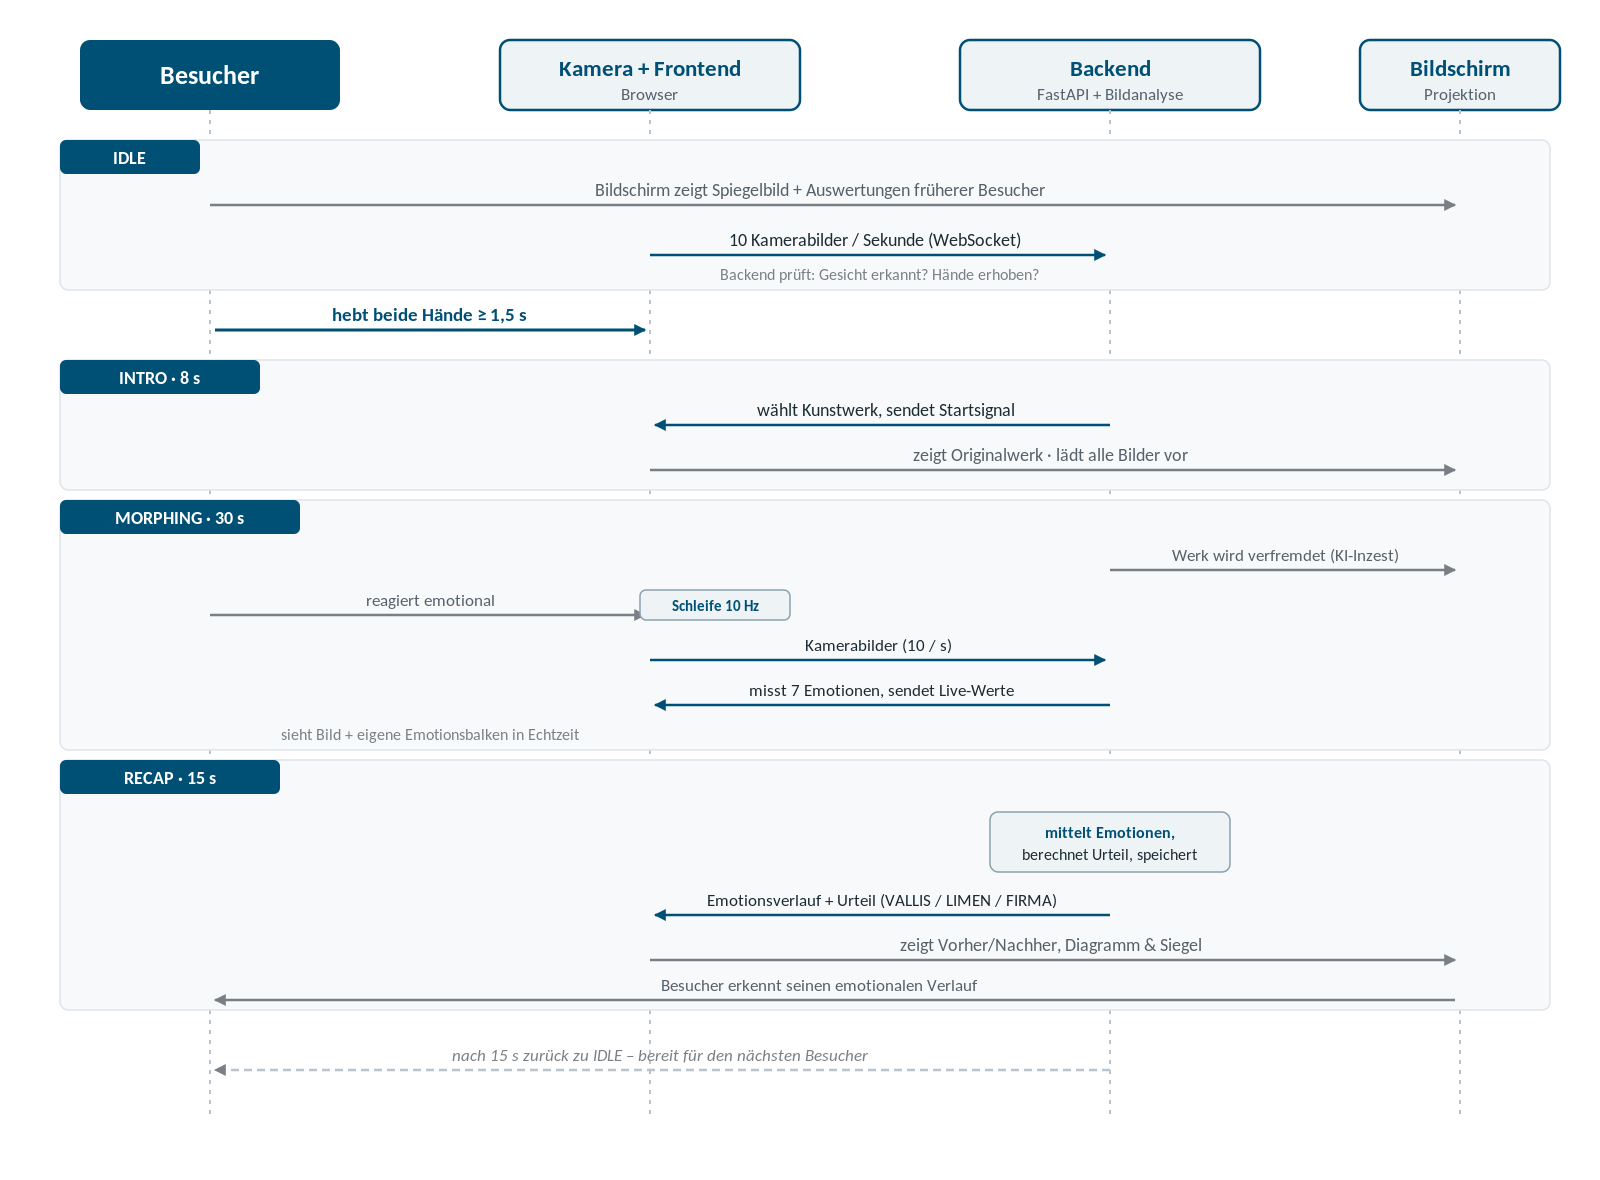 Besucher
Kamera + Frontend
Browser
Backend
FastAPI + Bildanalyse
Bildschirm
Projektion
IDLE
Bildschirm zeigt Spiegelbild + Auswertungen früherer Besucher
10 Kamerabilder / Sekunde (WebSocket)
Backend prüft: Gesicht erkannt? Hände erhoben?
hebt beide Hände ≥ 1,5 s
INTRO · 8 s
wählt Kunstwerk, sendet Startsignal
zeigt Originalwerk · lädt alle Bilder vor
MORPHING · 30 s
Werk wird verfremdet (KI-Inzest)
reagiert emotional
Schleife 10 Hz
Kamerabilder (10 / s)
misst 7 Emotionen, sendet Live-Werte
sieht Bild + eigene Emotionsbalken in Echtzeit
RECAP · 15 s
mittelt Emotionen,
berechnet Urteil, speichert
Emotionsverlauf + Urteil (VALLIS / LIMEN / FIRMA)
zeigt Vorher/Nachher, Diagramm & Siegel
Besucher erkennt seinen emotionalen Verlauf
nach 15 s zurück zu IDLE – bereit für den nächsten Besucher